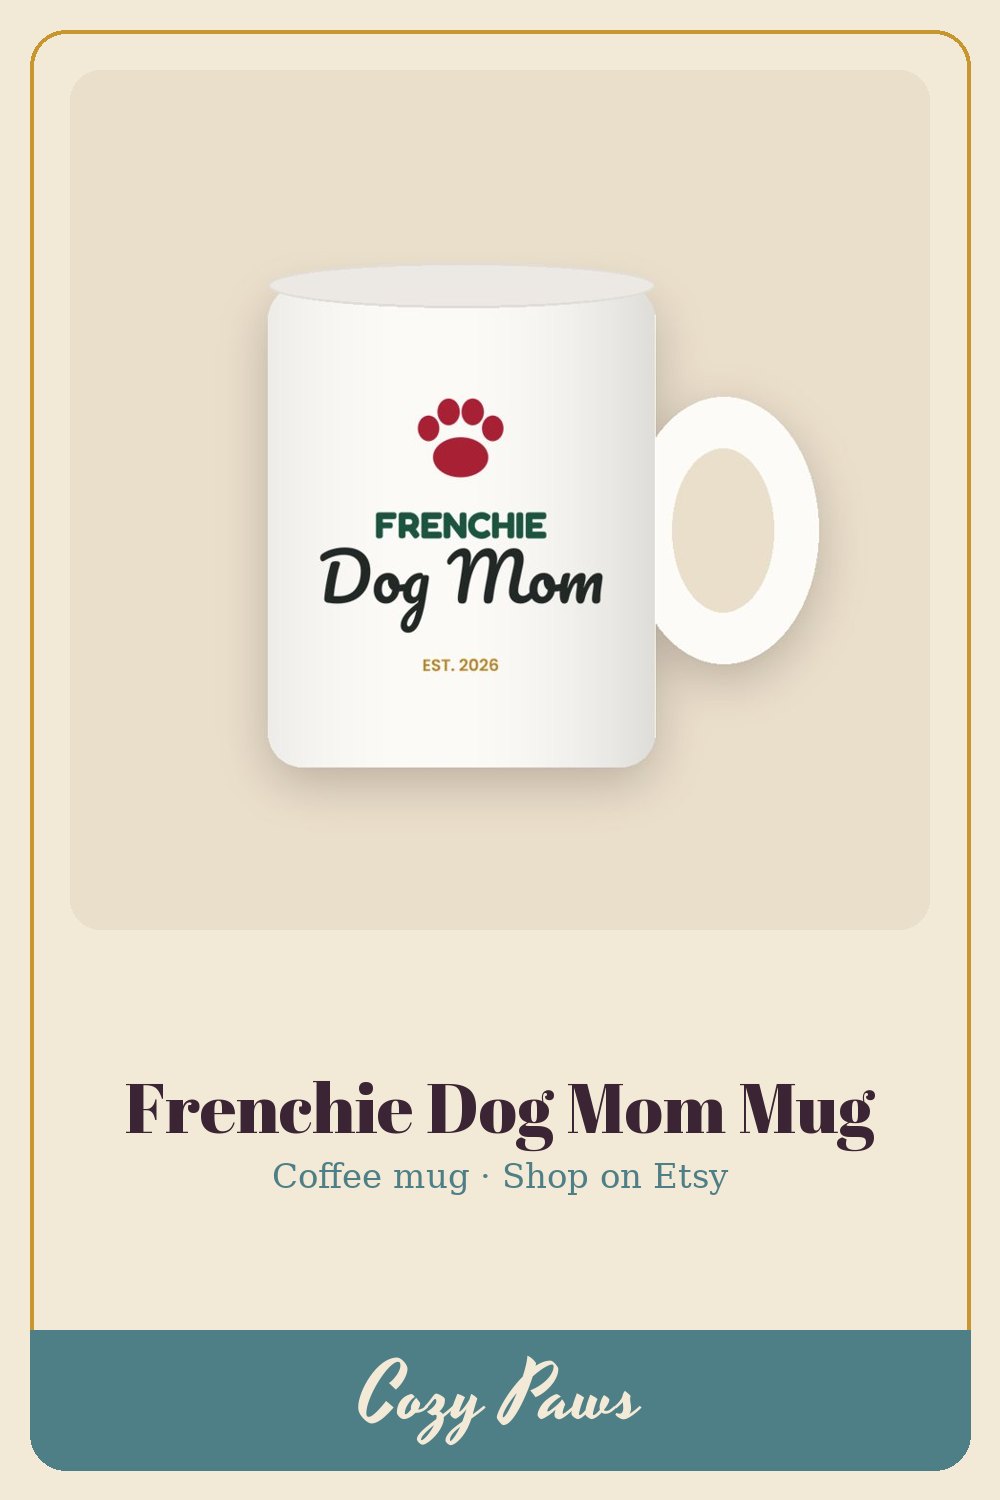 FRENCHIE
Dog Mom
EST. 2026
Frenchie Dog Mom Mug
Coffee mug · Shop on Etsy
Cozy Paws